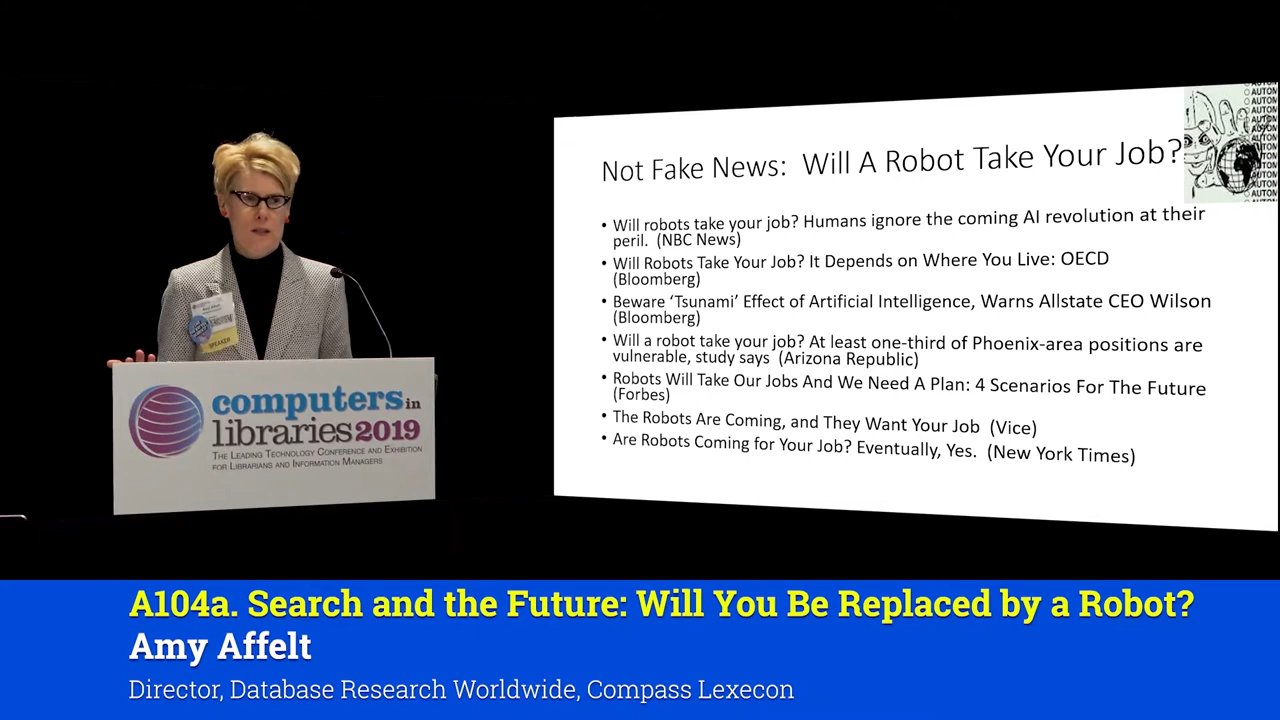 Not Fake News: Will A Robot Take Your Job?
• Will robots take your job? Humans ignore the coming AI revolution at their
peril. (NBC News)
• Will Robots Take Your Job? It Depends on Where You Live: OECD
(Bloomberg)
• Beware ‘Tsunami’ Effect of Artificial Intelligence, Warns Allstate CEO Wilson
(Bloomberg)
• Will a robot take your job? At least one-third of Phoenix-area positions are
vulnerable, study says (Arizona Republic)
• Robots Will Take Our Jobs And We Need A Plan: 4 Scenarios For The Future
(Forbes)
• The Robots Are Coming, and They Want Your Job (Vice)
• Are Robots Coming for Your Job? Eventually, Yes. (New York Times)
SPEAKER
computers in
libraries 2019
THE LEADING TECHNOLOGY CONFERENCE AND EXHIBITION
FOR LIBRARIANS AND INFORMATION MANAGERS
A104a. Search and the Future: Will You Be Replaced by a Robot?
Amy Affelt
Director, Database Research Worldwide, Compass Lexecon